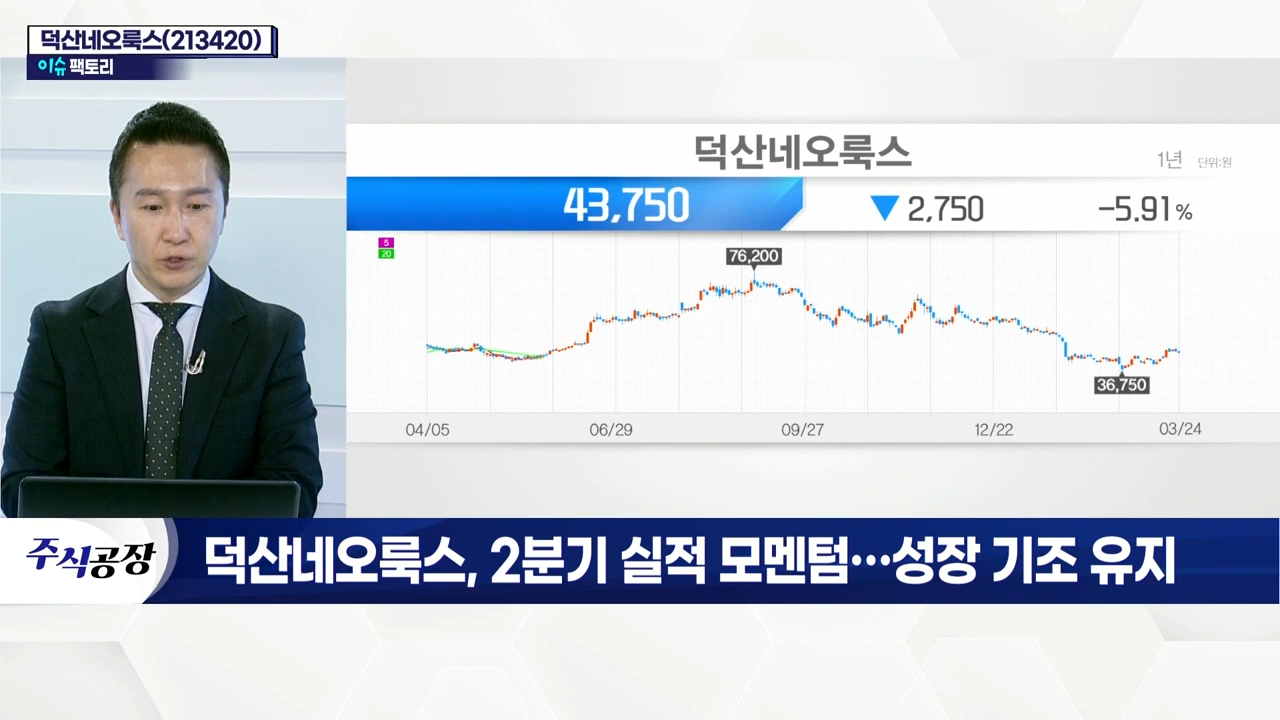 덕산네오룩스(213420)
이슈 팩토리
덕산네오룩스
1년 단위:원
43,750 ▼ 2,750 -5.91%
5
20
76,200
36,750
04/05 06/29 09/27 12/22 03/24
주식공장
덕산네오룩스, 2분기 실적 모멘텀…성장 기조 유지